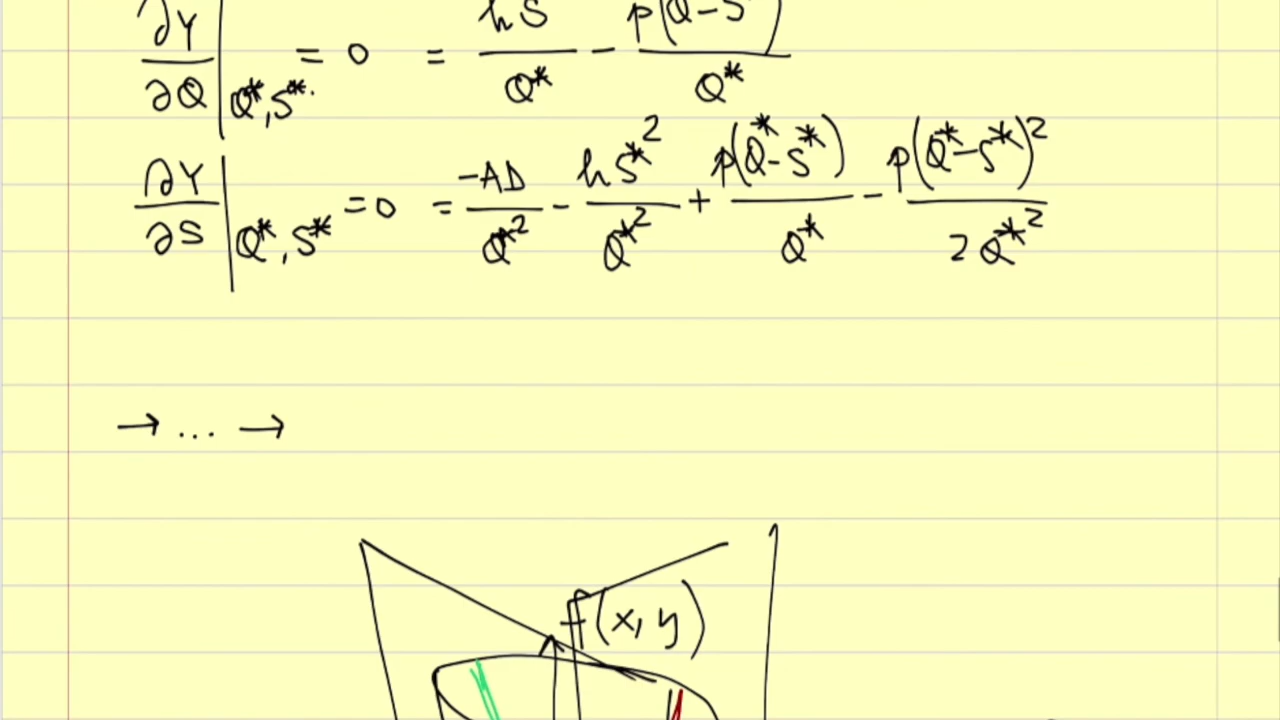 ∂Y/∂Q |Q*,S* = 0 = hS/Q* − p(Q−S*)/Q*
∂Y/∂S |Q*,S* = 0 = −AD/Q*² − hS*²/Q*² + p(Q*−S*)/Q* − p(Q*−S*)²/2Q*²
→ ... →
f(x,y)